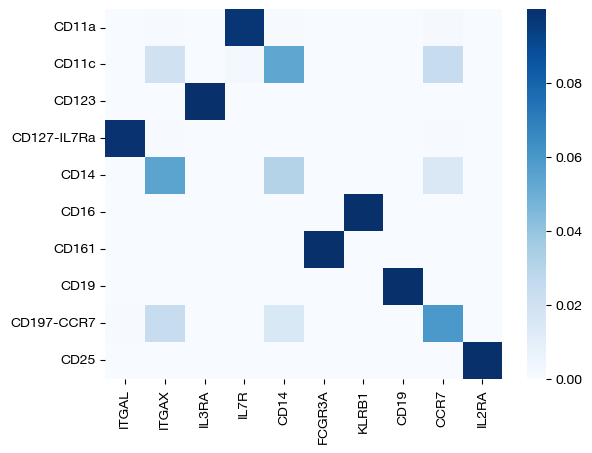 CD11a
CD11c
CD123
CD127-IL7Ra
CD14
CD16
CD161
CD19
CD197-CCR7
CD25
ITGAL
ITGAX
IL3RA
IL7R
CD14
FCGR3A
KLRB1
CD19
CCR7
IL2RA
0.08
0.06
0.04
0.02
0.00